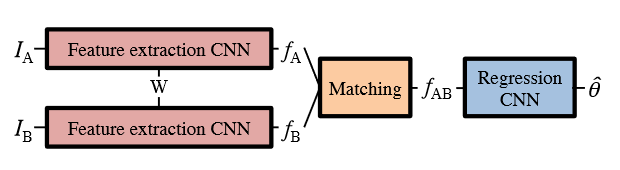 I_A Feature extraction CNN f_A
W
I_B Feature extraction CNN f_B
Matching f_AB
Regression
CNN
θ̂